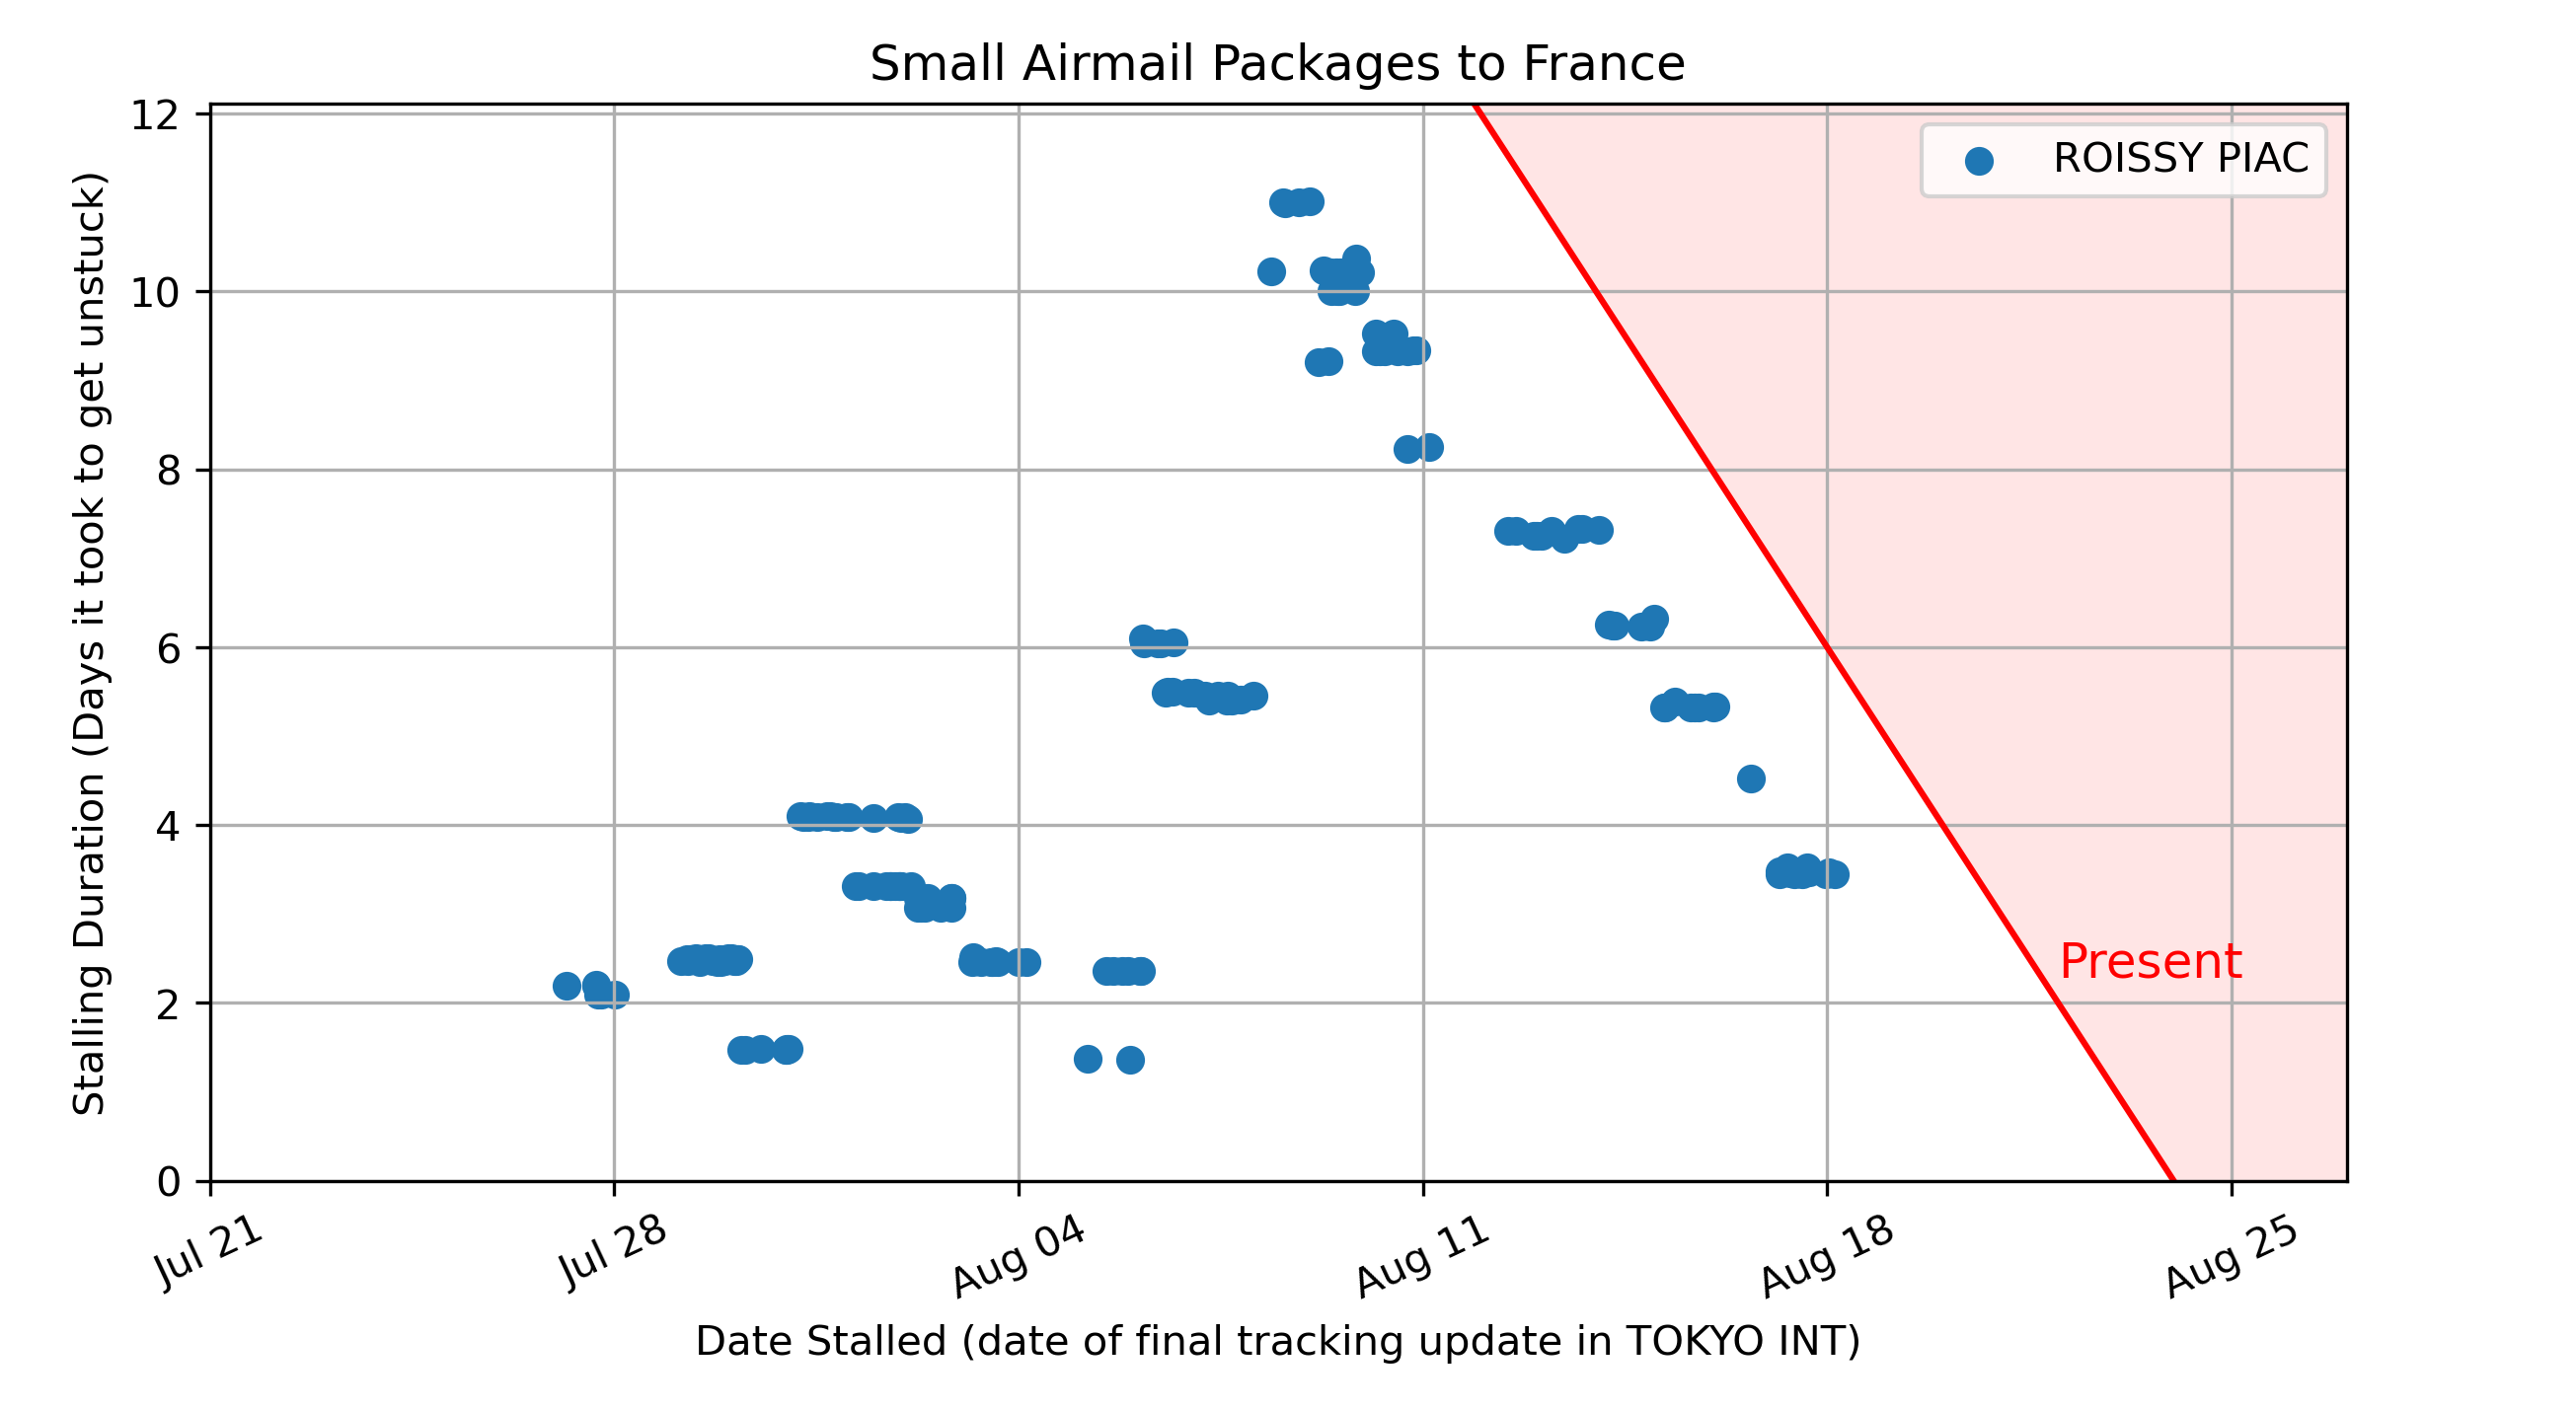 Small Airmail Packages to France
12
10
8
6
4
2
0
Stalling Duration (Days it took to get unstuck)
ROISSY PIAC
Present
Jul 21
Jul 28
Aug 04
Aug 11
Aug 18
Aug 25
Date Stalled (date of final tracking update in TOKYO INT)